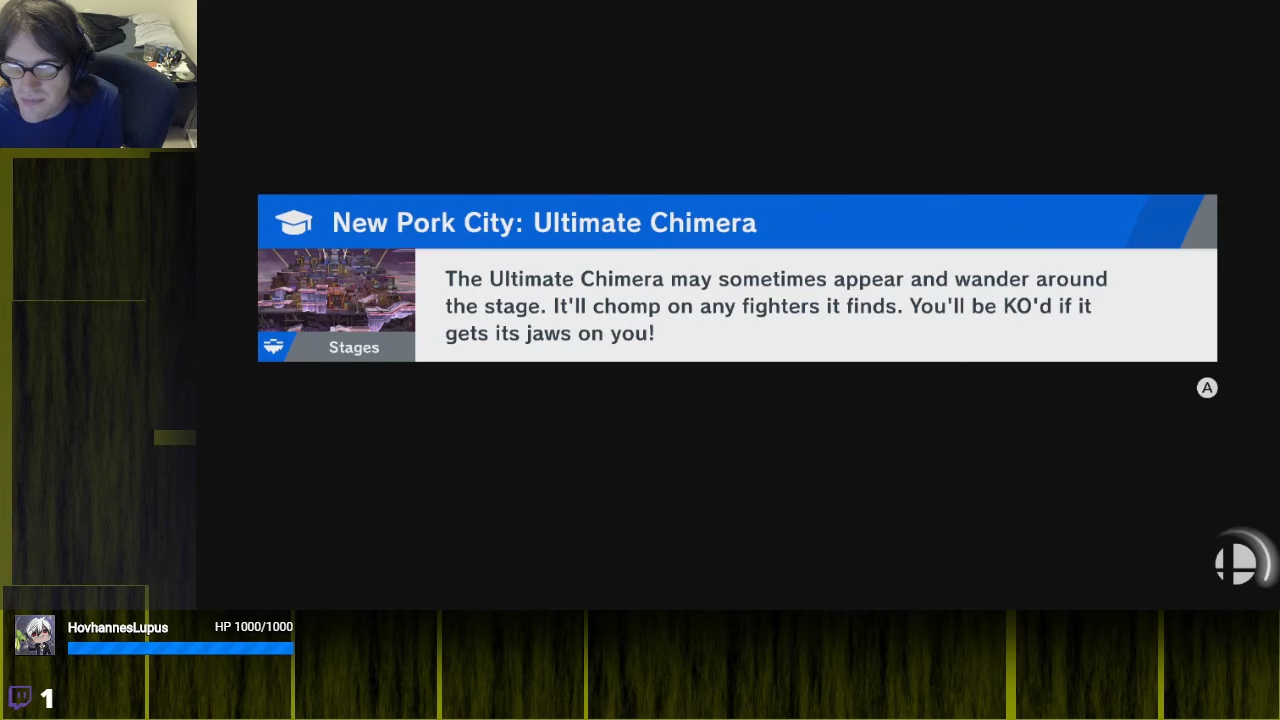 New Pork City: Ultimate Chimera
The Ultimate Chimera may sometimes appear and wander around
the stage. It'll chomp on any fighters it finds. You'll be KO'd if it
gets its jaws on you!
Stages
A
HovhannesLupus HP 1000/1000
1